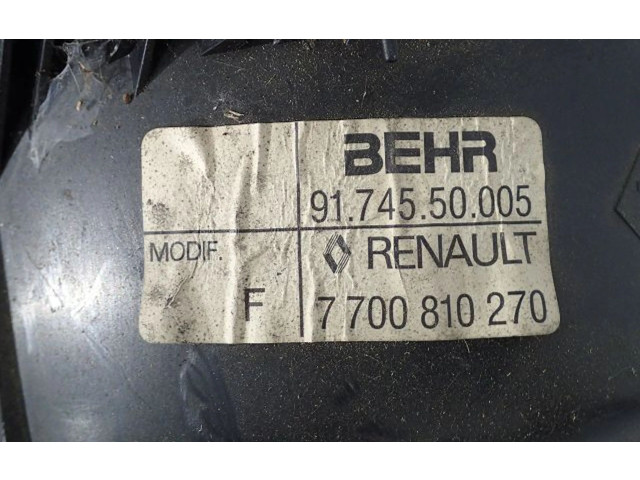 BEHR
91.745.50.005
MODIF.
RENAULT
F
7 700 810 270